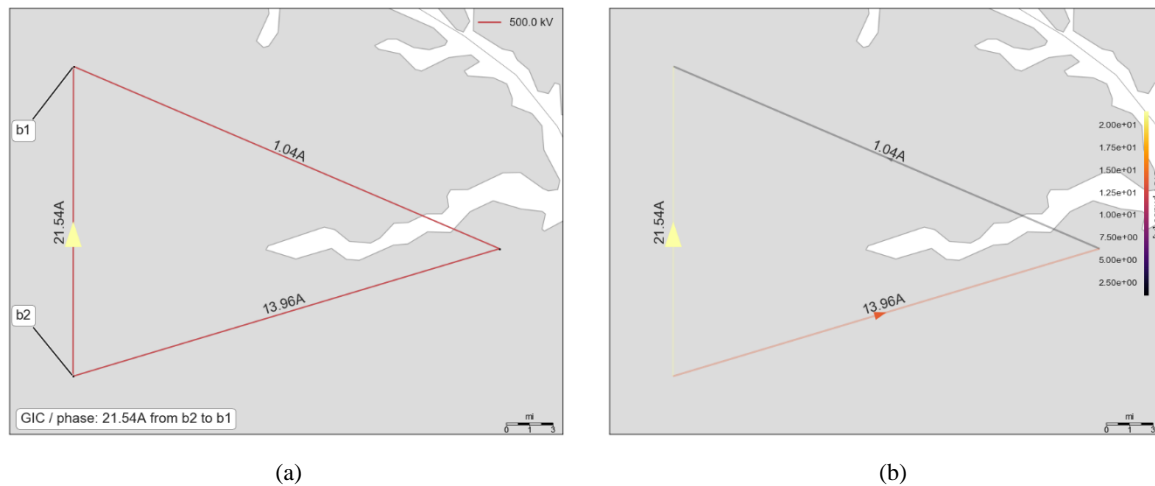 500.0 kV
b1
1.04A
21.54A
13.96A
b2
GIC / phase: 21.54A from b2 to b1
mi
0 1 3
(a)
1.04A
21.54A
13.96A
2.00e+01
1.75e+01
1.50e+01
1.25e+01
1.00e+01
7.50e+00
5.00e+00
2.50e+00
mi
0 1 3
(b)